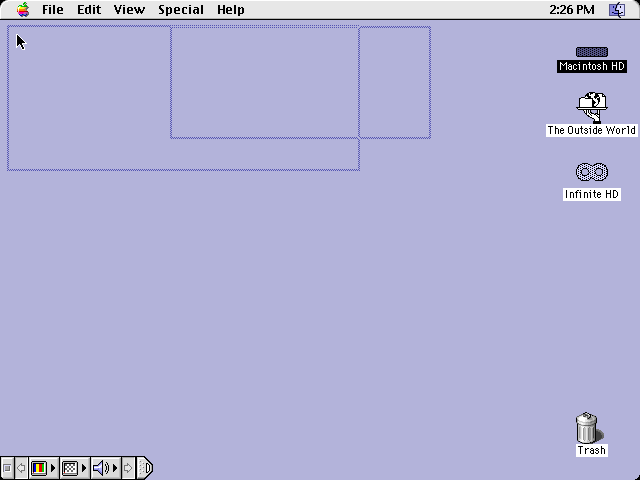 File Edit View Special Help 2:26 PM
Macintosh HD
The Outside World
Infinite HD
Trash